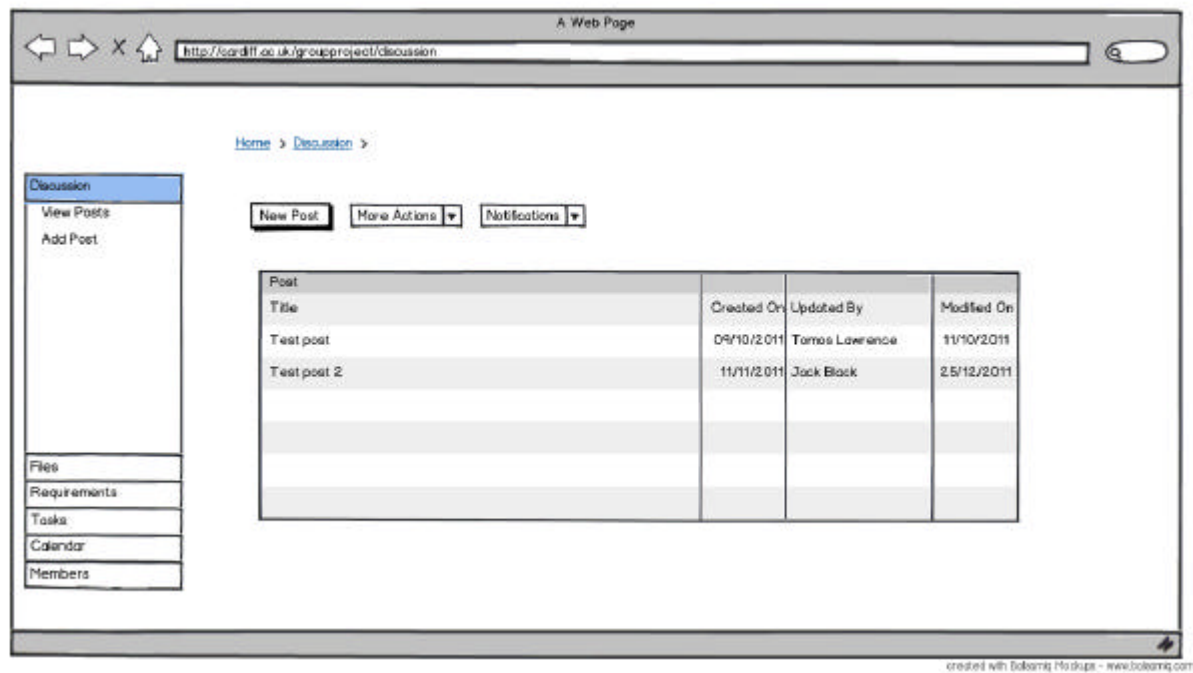 A Web Page
http://cardiff.ac.uk/groupproject/discussion
Home > Discussion >
Discussion
View Posts
Add Post
New Post
More Actions
Notifications
Post
Title Created On Updated By Modified On
Test post 09/10/2011 Tomos Lawrence 11/10/2011
Test post 2 11/11/2011 Jack Black 25/12/2011
Files
Requirements
Tasks
Calendar
Members
created with Balsamiq Mockups - www.balsamiq.com